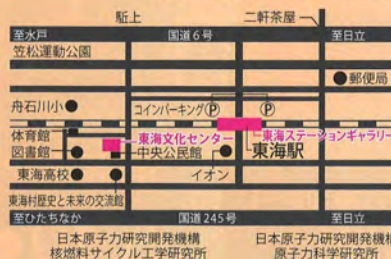 駈上
二軒茶屋
至水戸
国道6号
至日立
笠松運動公園
郵便局
舟石川小
コインパーキングⓅ
Ⓟ
体育館
東海文化センター
東海ステーションギャラリー
図書館
中央公民館
東海駅
東海高校
イオン
東海村歴史と未来の交流館
至ひたちなか
国道245号
至日立
日本原子力研究開発機構
核燃料サイクル工学研究所
日本原子力研究開発機構
原子力科学研究所